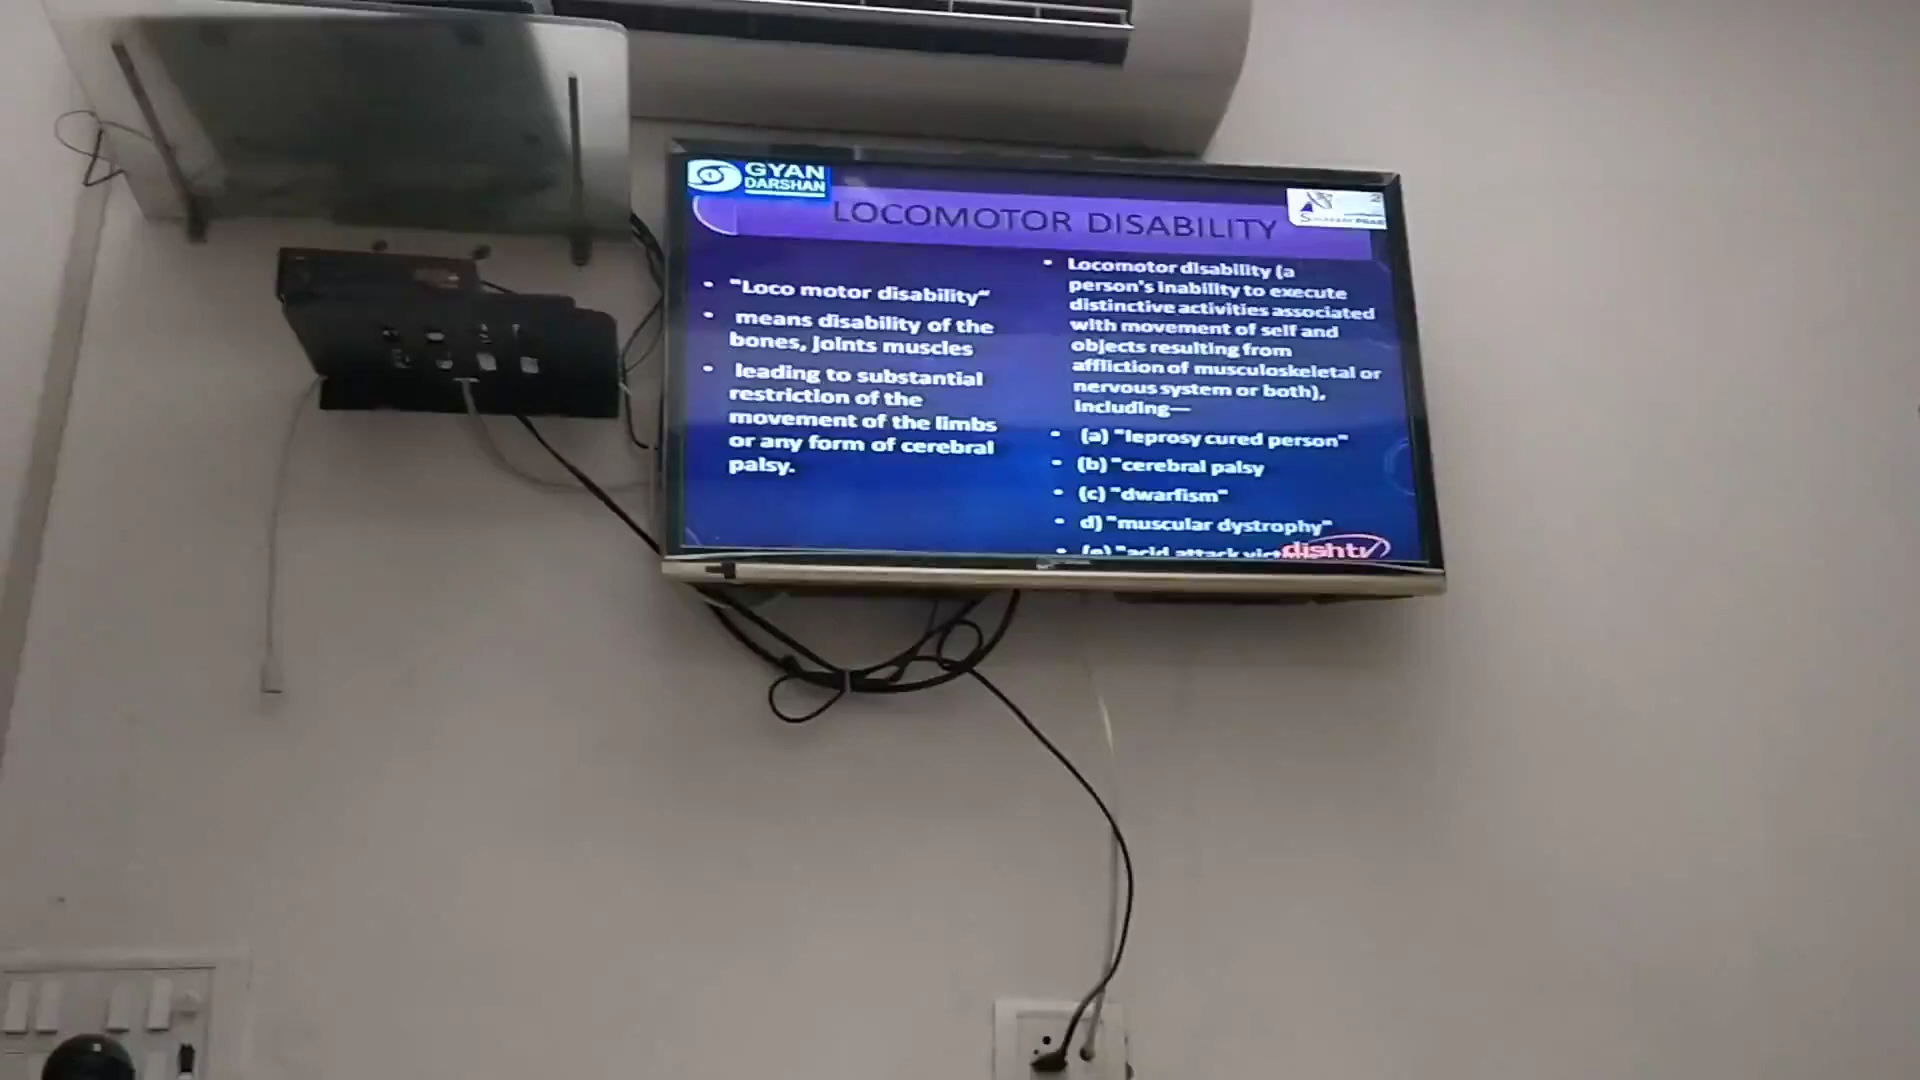 GYAN
DARSHAN
2
LOCOMOTOR DISABILITY
• "Loco motor disability"
• means disability of the
bones, joints muscles
• leading to substantial
restriction of the
movement of the limbs
or any form of cerebral
palsy.
• Locomotor disability (a
person's inability to execute
distinctive activities associated
with movement of self and
objects resulting from
affliction of musculoskeletal or
nervous system or both),
including—
• (a) "leprosy cured person"
• (b) "cerebral palsy
• (c) "dwarfism"
• d) "muscular dystrophy"
• (e) "acid attack
dishtv